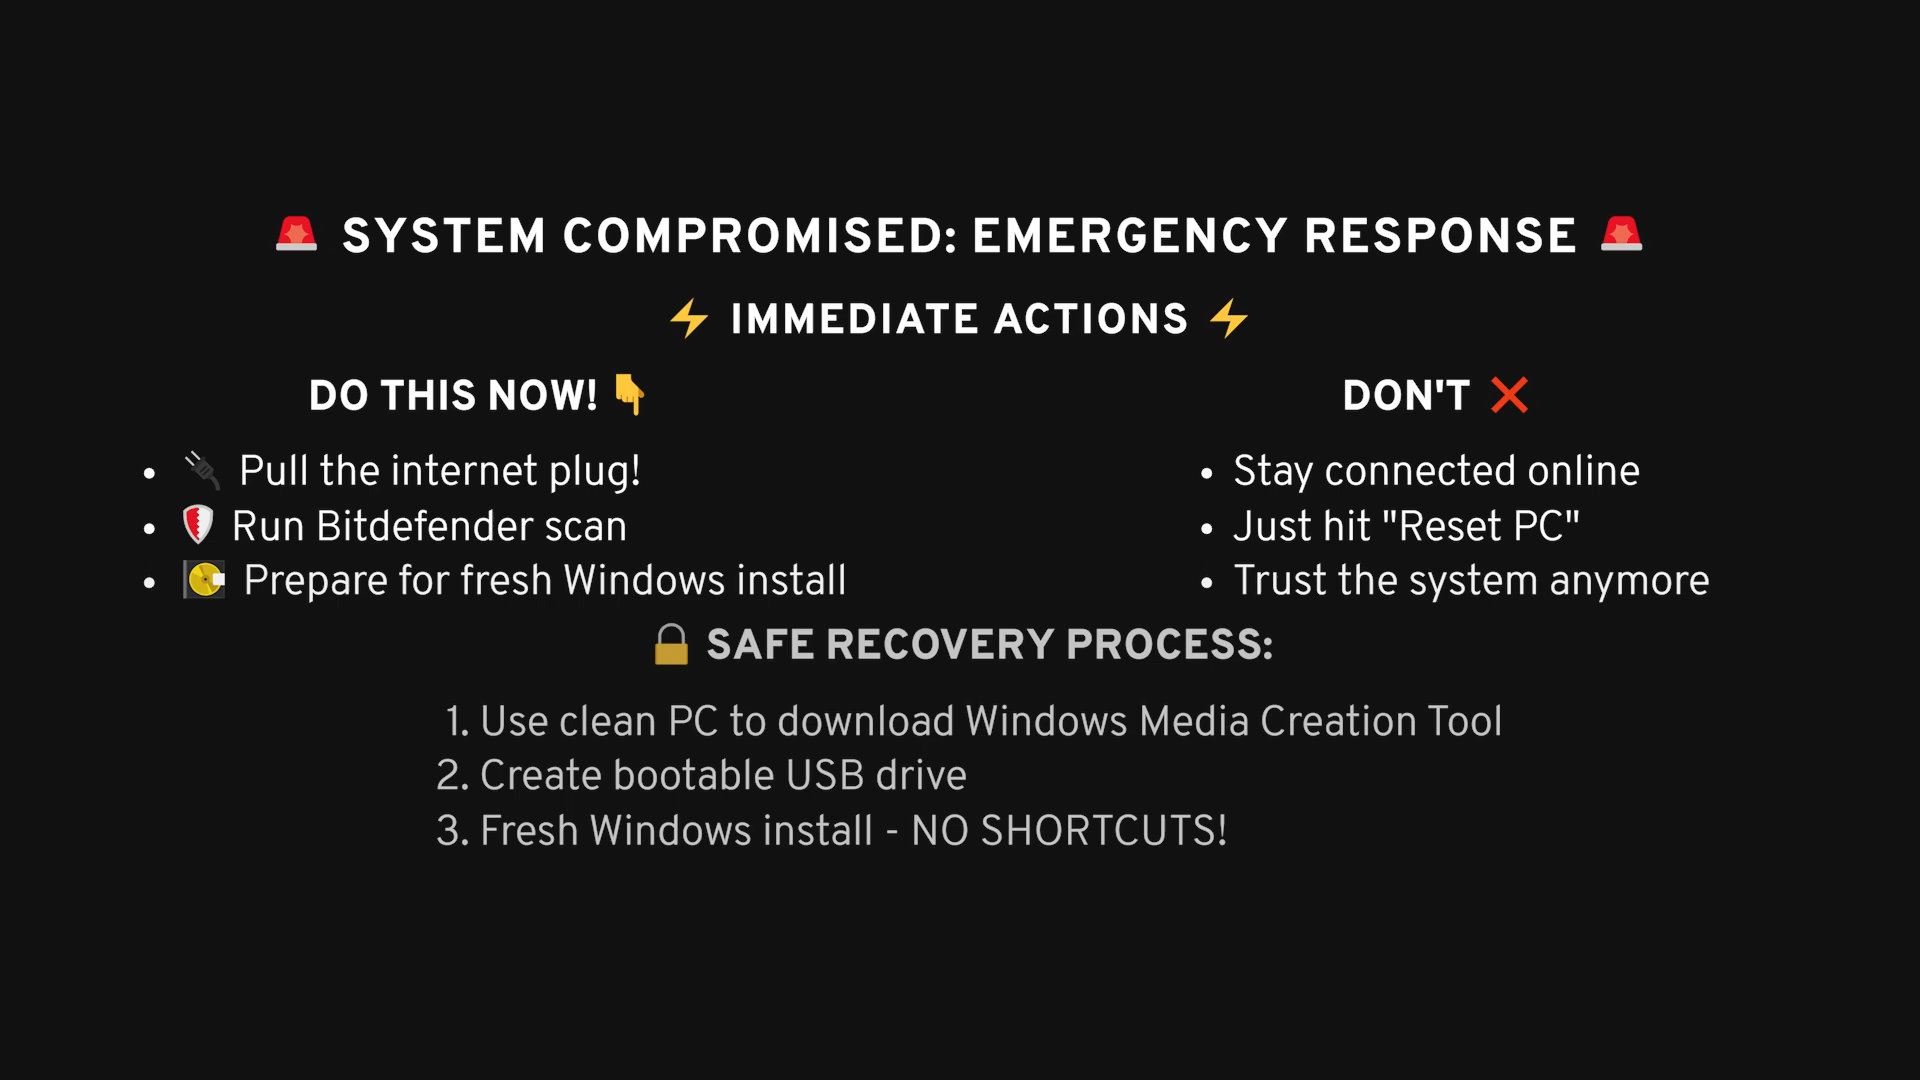 🚨 SYSTEM COMPROMISED: EMERGENCY RESPONSE 🚨
⚡ IMMEDIATE ACTIONS ⚡
DO THIS NOW! 👇
• 🔌 Pull the internet plug!
• 🛡️ Run Bitdefender scan
• 💽 Prepare for fresh Windows install
DON'T ❌
• Stay connected online
• Just hit "Reset PC"
• Trust the system anymore
🔒 SAFE RECOVERY PROCESS:
1. Use clean PC to download Windows Media Creation Tool
2. Create bootable USB drive
3. Fresh Windows install - NO SHORTCUTS!